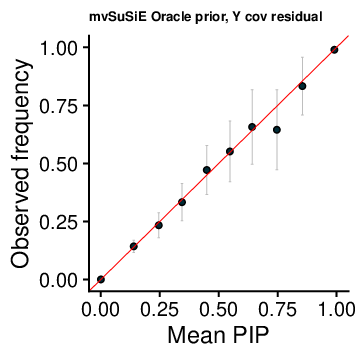 mvSuSiE Oracle prior, Y cov residual
1.00
0.75
0.50
0.25
0.00
Observed frequency
0.00 0.25 0.50 0.75 1.00
Mean PIP